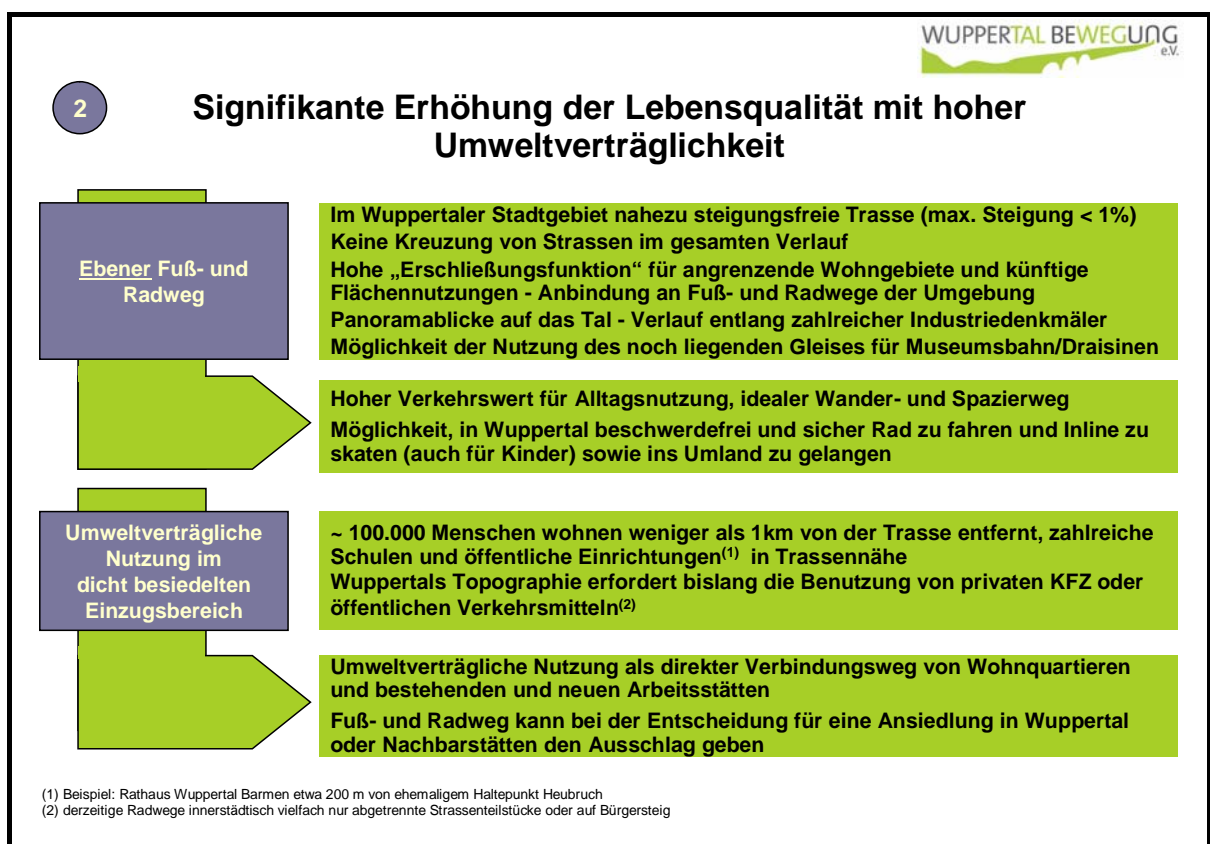 WUPPERTAL BEWEGUNG
e.V.
2
Signifikante Erhöhung der Lebensqualität mit hoher
Umweltverträglichkeit
Ebener Fuß- und
Radweg
Im Wuppertaler Stadtgebiet nahezu steigungsfreie Trasse (max. Steigung < 1%)
Keine Kreuzung von Strassen im gesamten Verlauf
Hohe „Erschließungsfunktion“ für angrenzende Wohngebiete und künftige
Flächennutzungen - Anbindung an Fuß- und Radwege der Umgebung
Panoramablicke auf das Tal - Verlauf entlang zahlreicher Industriedenkmäler
Möglichkeit der Nutzung des noch liegenden Gleises für Museumsbahn/Draisinen
Hoher Verkehrswert für Alltagsnutzung, idealer Wander- und Spazierweg
Möglichkeit, in Wuppertal beschwerdefrei und sicher Rad zu fahren und Inline zu
skaten (auch für Kinder) sowie ins Umland zu gelangen
Umweltverträgliche
Nutzung im
dicht besiedelten
Einzugsbereich
~ 100.000 Menschen wohnen weniger als 1km von der Trasse entfernt, zahlreiche
Schulen und öffentliche Einrichtungen(1) in Trassennähe
Wuppertals Topographie erfordert bislang die Benutzung von privaten KFZ oder
öffentlichen Verkehrsmitteln(2)
Umweltverträgliche Nutzung als direkter Verbindungsweg von Wohnquartieren
und bestehenden und neuen Arbeitsstätten
Fuß- und Radweg kann bei der Entscheidung für eine Ansiedlung in Wuppertal
oder Nachbarstätten den Ausschlag geben
(1) Beispiel: Rathaus Wuppertal Barmen etwa 200 m von ehemaligem Haltepunkt Heubruch
(2) derzeitige Radwege innerstädtisch vielfach nur abgetrennte Strassenteilstücke oder auf Bürgersteig